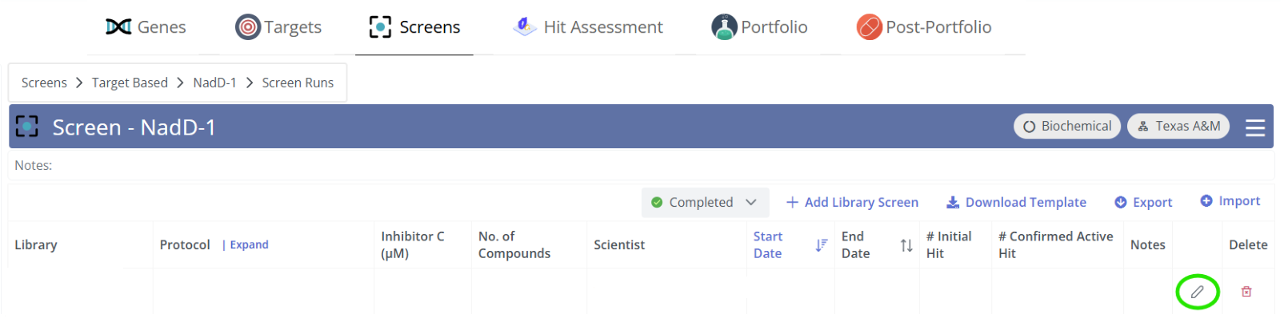 Genes Targets Screens Hit Assessment Portfolio Post-Portfolio
Screens > Target Based > NadD-1 > Screen Runs
Screen - NadD-1 Biochemical Texas A&M
Notes:
Completed + Add Library Screen Download Template Export Import
Library Protocol | Expand Inhibitor C (µM) No. of Compounds Scientist Start Date End Date # Initial Hit # Confirmed Active Hit Notes Delete